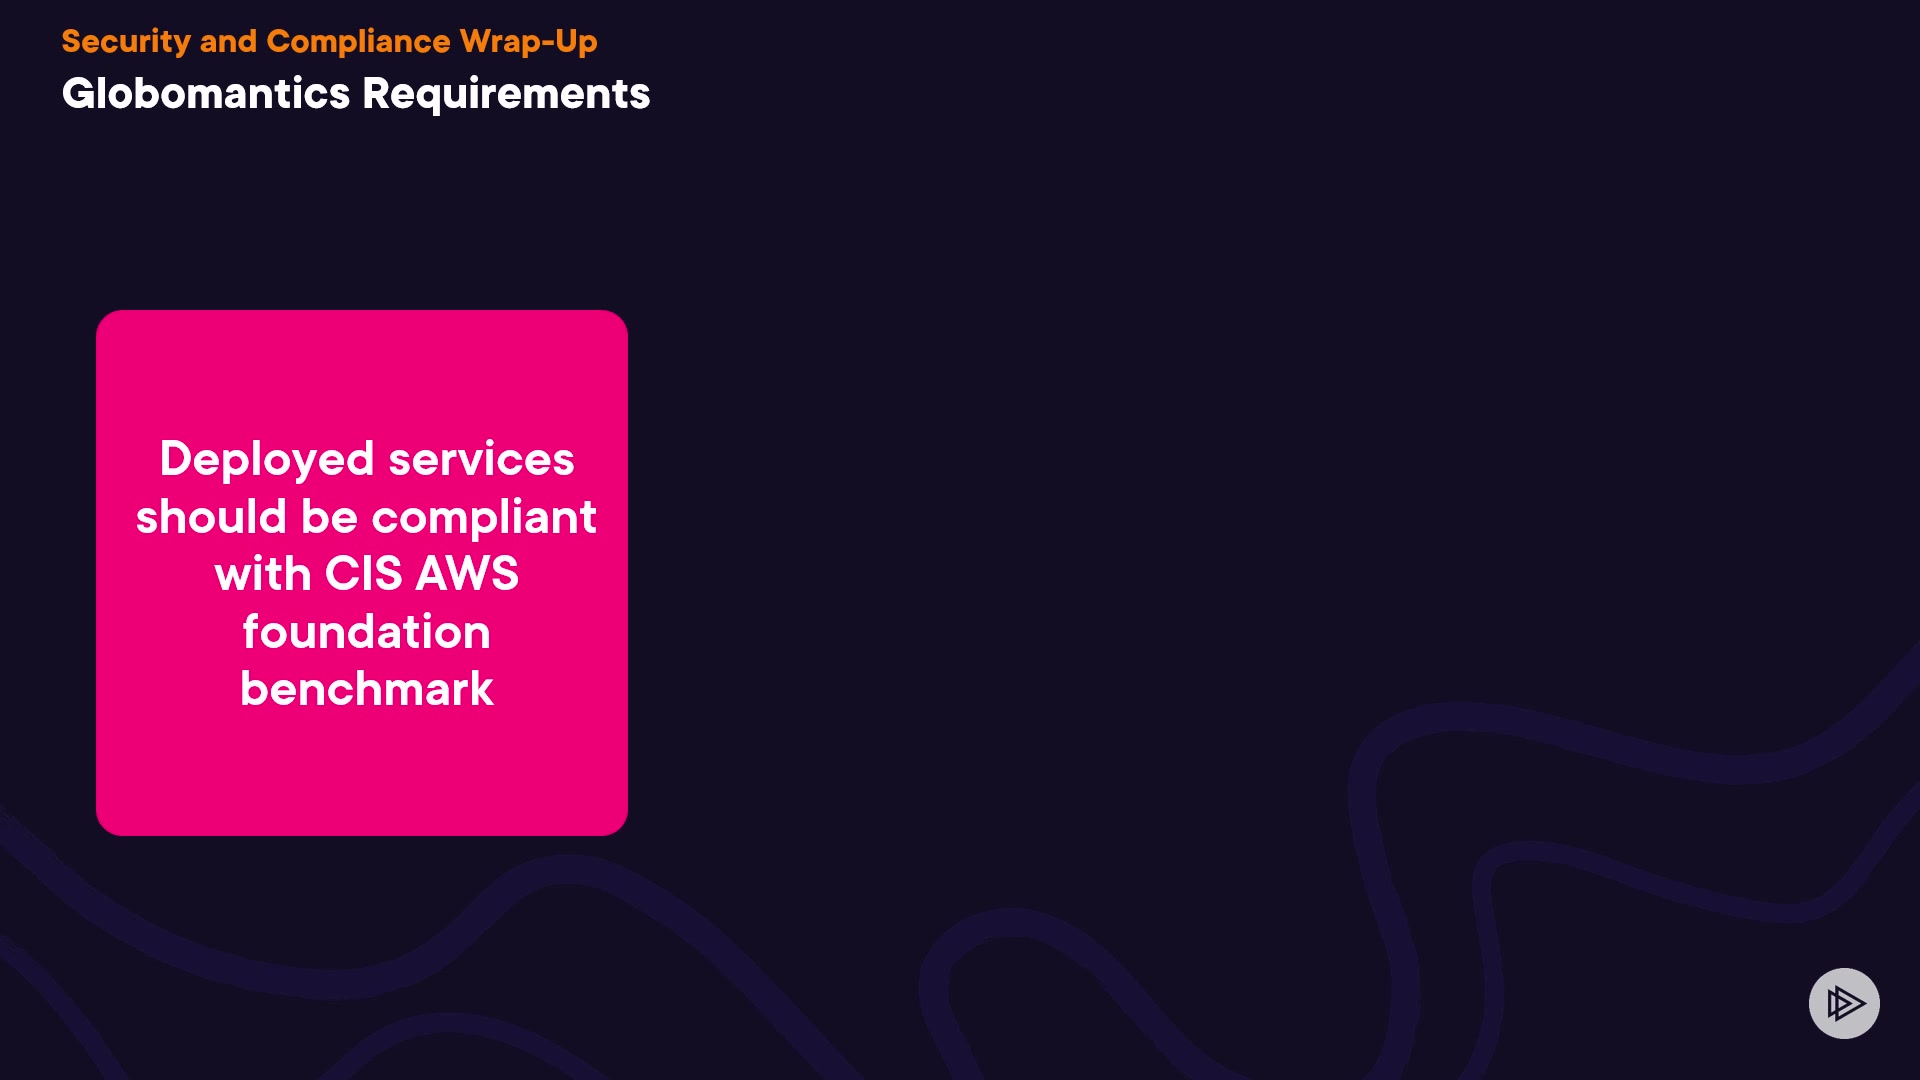 Security and Compliance Wrap-Up
Globomantics Requirements
Deployed services
should be compliant
with CIS AWS
foundation
benchmark